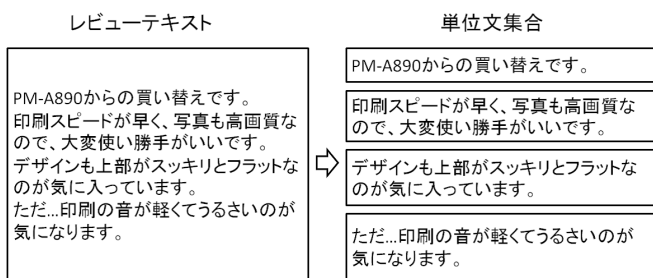 レビューテキスト
PM-A890からの買い替えです。
印刷スピードが早く、写真も高画質な
ので、大変使い勝手がいいです。
デザインも上部がスッキリとフラットな
のが気に入っています。
ただ…印刷の音が軽くてうるさいのが
気になります。
単位文集合
PM-A890からの買い替えです。
印刷スピードが早く、写真も高画質な
ので、大変使い勝手がいいです。
デザインも上部がスッキリとフラットな
のが気に入っています。
ただ…印刷の音が軽くてうるさいのが
気になります。